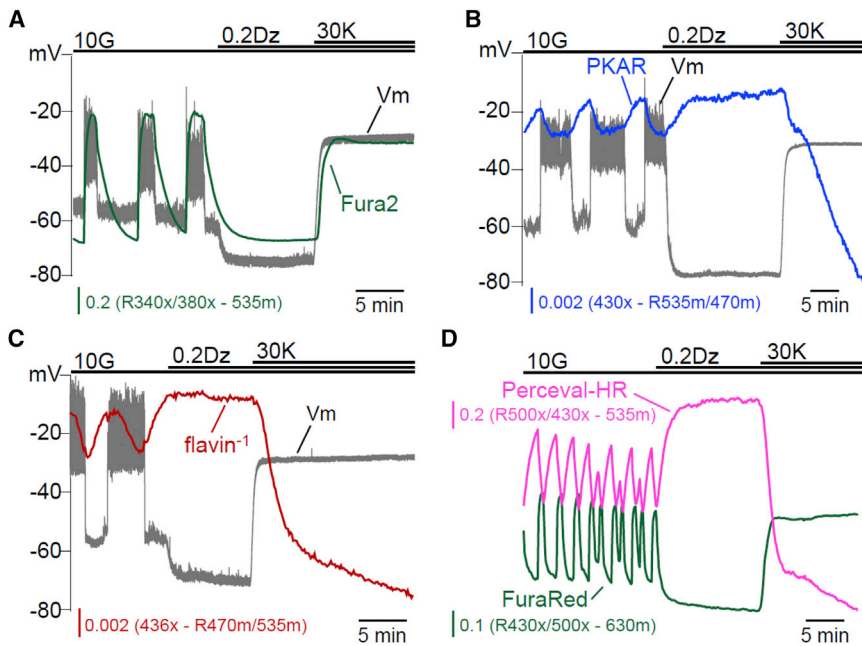 A
10G
0.2Dz
30K
mV
-20
-40
-60
-80
Vm
Fura2
0.2 (R340x/380x - 535m)
5 min
B
10G
0.2Dz
30K
mV
-20
-40
-60
-80
PKAR
Vm
0.002 (430x - R535m/470m)
5 min
C
10G
0.2Dz
30K
mV
-20
-40
-60
-80
flavin⁻¹
Vm
0.002 (436x - R470m/535m)
5 min
D
10G
0.2Dz
30K
Perceval-HR
0.2 (R500x/430x - 535m)
FuraRed
0.1 (R430x/500x - 630m)
5 min